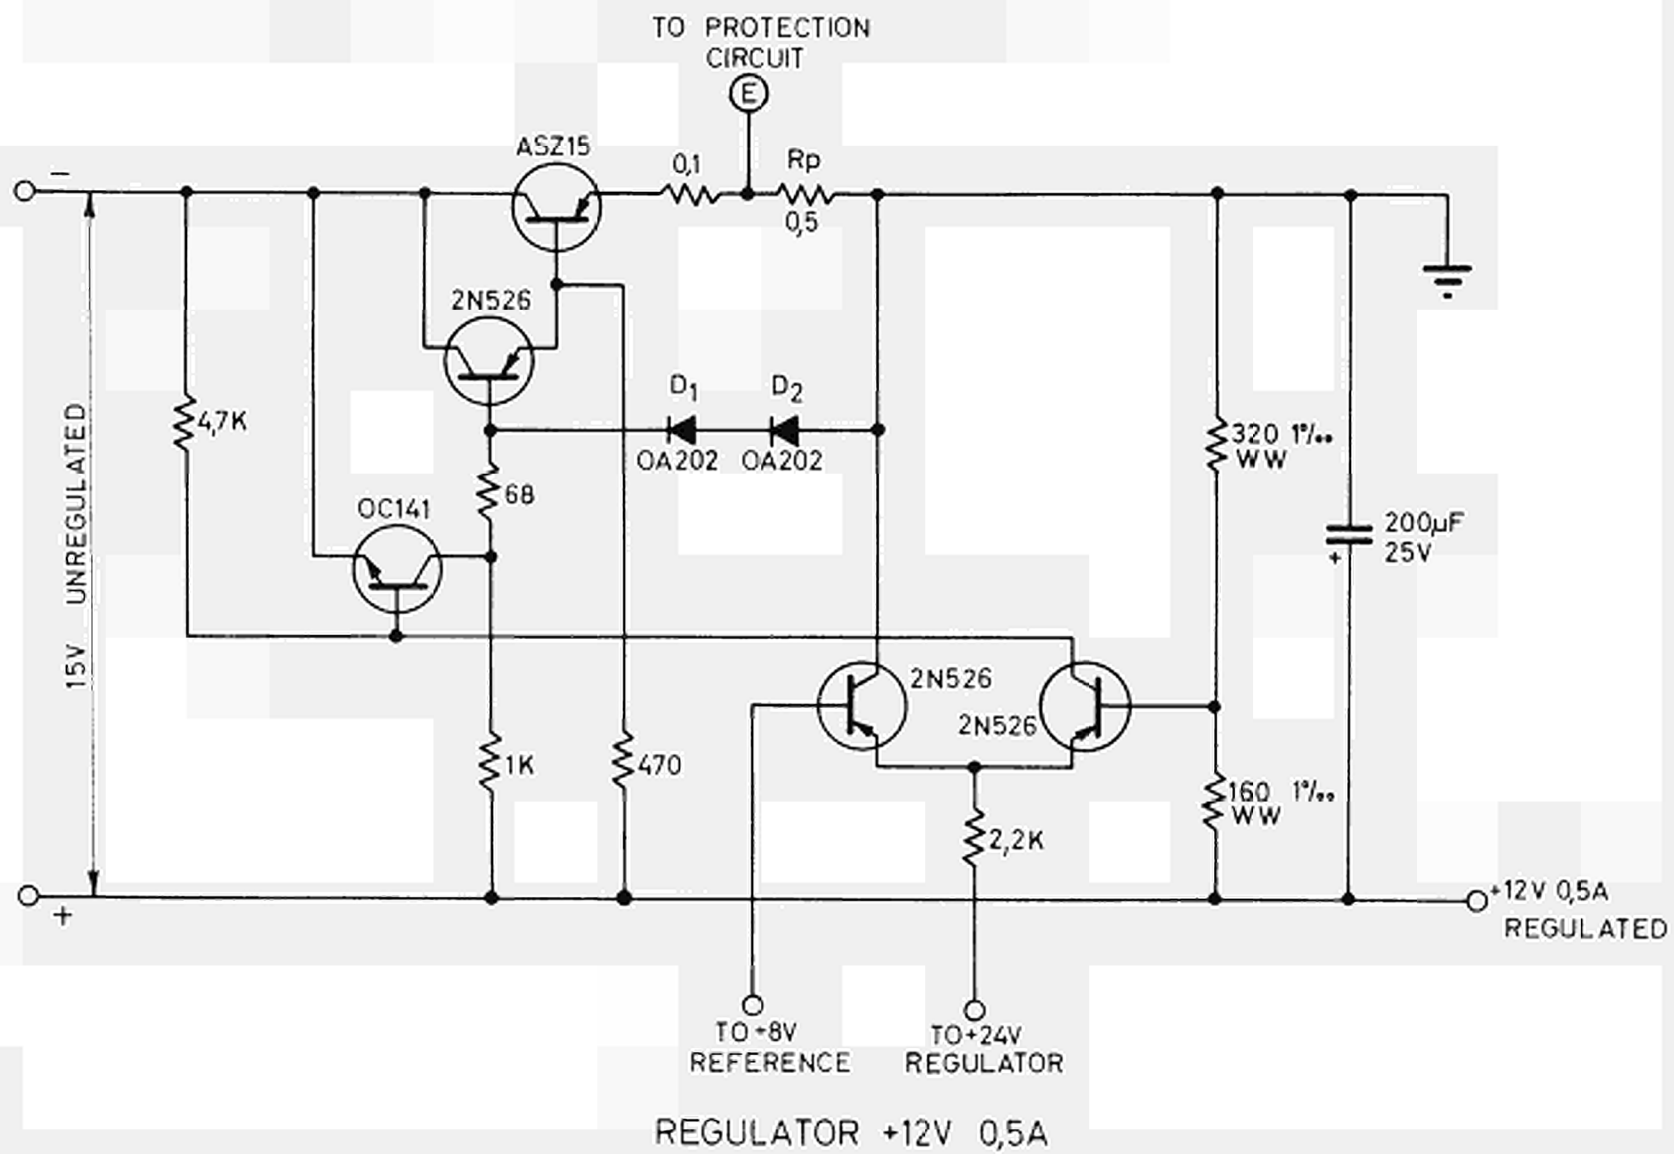 TO PROTECTION
CIRCUIT
E
ASZ15
0,1
Rp
0,5
−
2N526
D1
D2
OA202
OA202
4,7K
320 1‰
WW
68
OC141
200µF
25V
+
15V UNREGULATED
2N526
2N526
1K
470
160 1‰
WW
2,2K
+
+12V 0,5A
REGULATED
TO +8V
REFERENCE
TO +24V
REGULATOR
REGULATOR +12V 0,5A